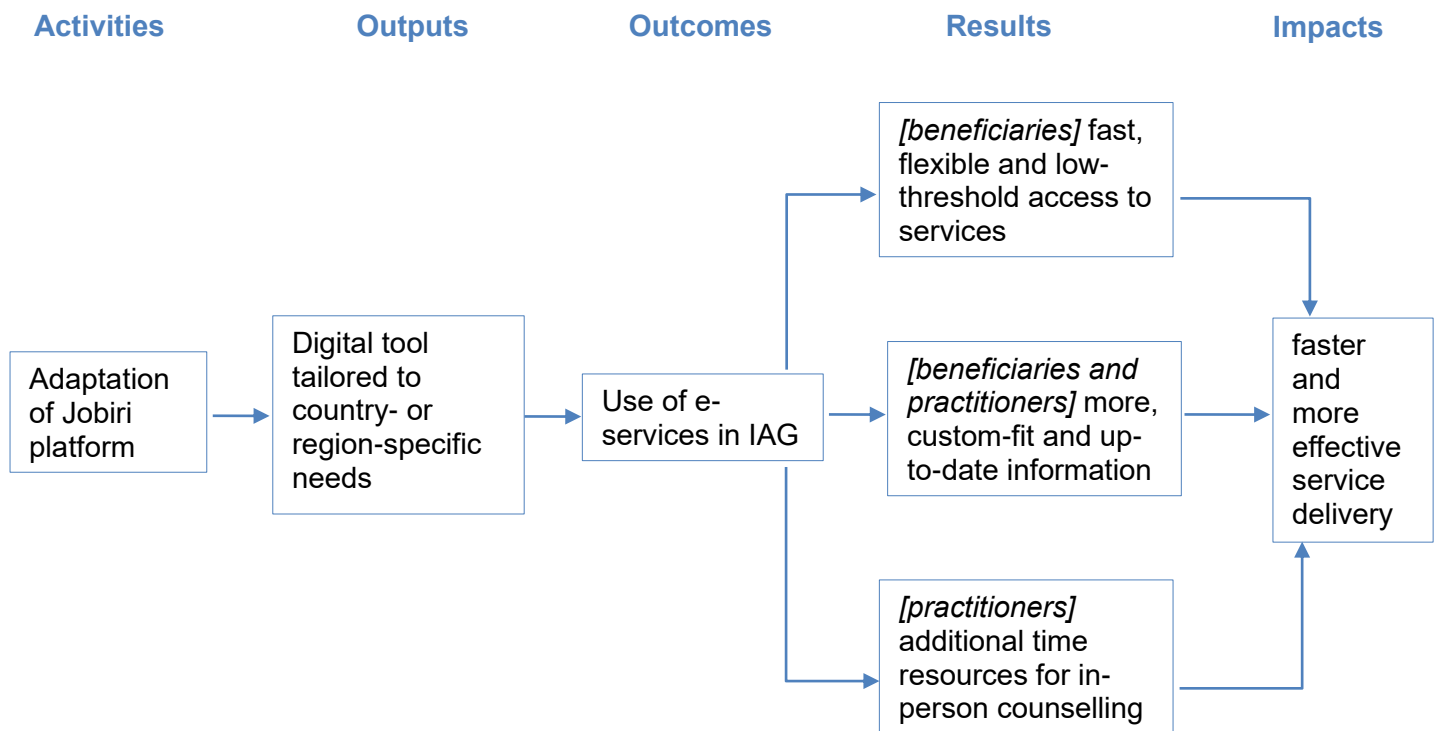 Activities
Outputs
Outcomes
Results
Impacts
Adaptation
of Jobiri
platform
Digital tool
tailored to
country- or
region-specific
needs
Use of e-
services in IAG
[beneficiaries] fast,
flexible and low-
threshold access to
services
[beneficiaries and
practitioners] more,
custom-fit and up-
to-date information
[practitioners]
additional time
resources for in-
person counselling
faster
and
more
effective
service
delivery